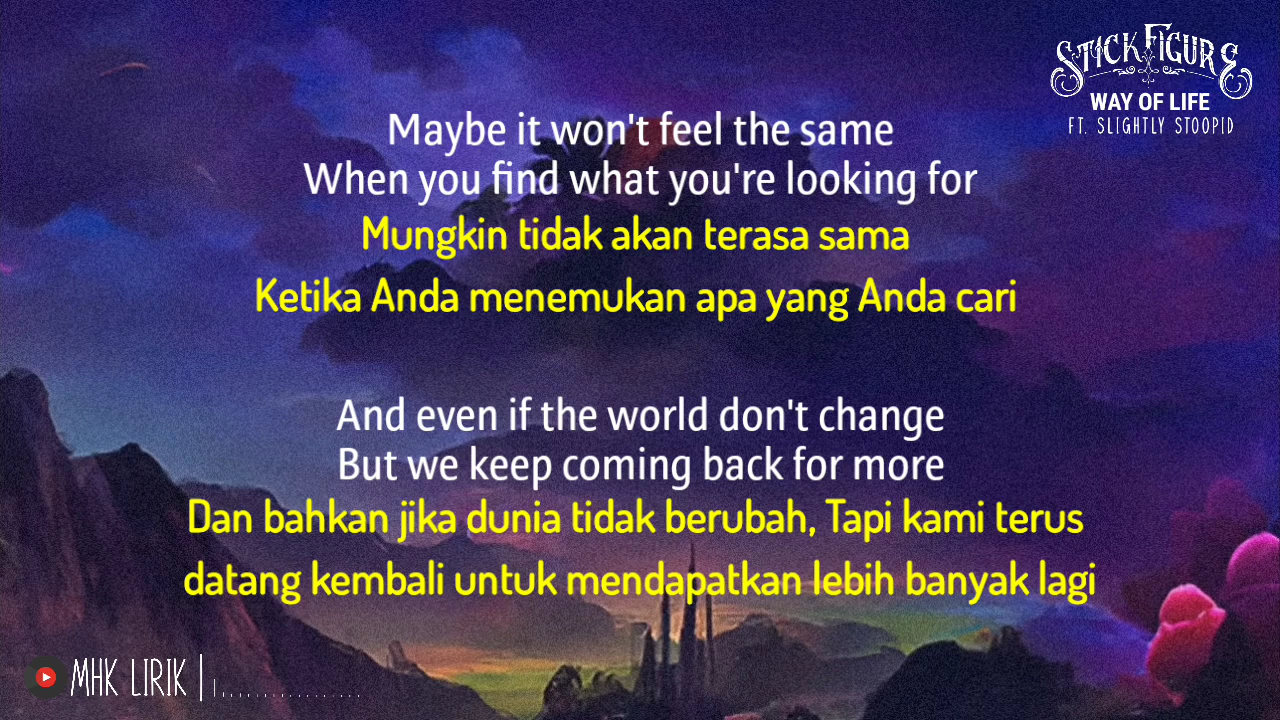 STICK FIGURE
WAY OF LIFE
FT. SLIGHTLY STOOPID
Maybe it won't feel the same
When you find what you're looking for
Mungkin tidak akan terasa sama
Ketika Anda menemukan apa yang Anda cari
And even if the world don't change
But we keep coming back for more
Dan bahkan jika dunia tidak berubah, Tapi kami terus
datang kembali untuk mendapatkan lebih banyak lagi
MHK LIRIK